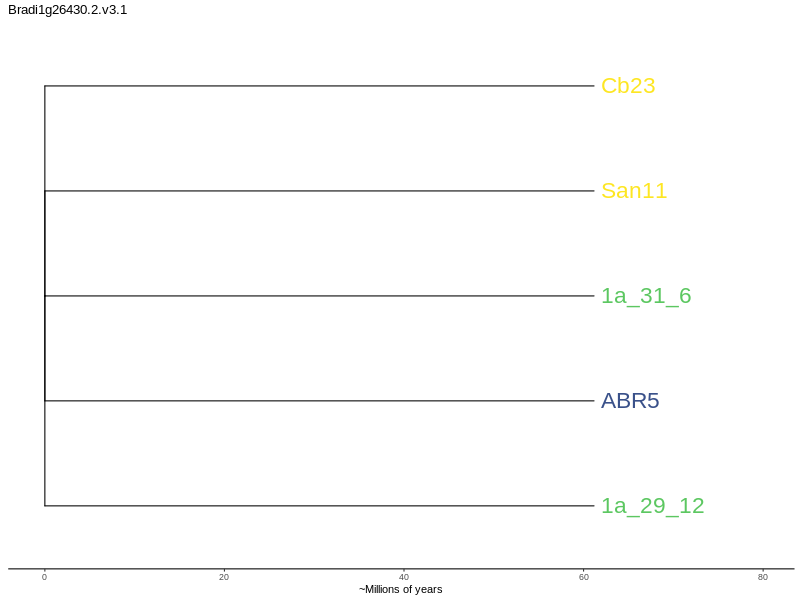 Bradi1g26430.2.v3.1
Cb23
San11
1a_31_6
ABR5
1a_29_12
0 20 40 60 80
~Millions of years